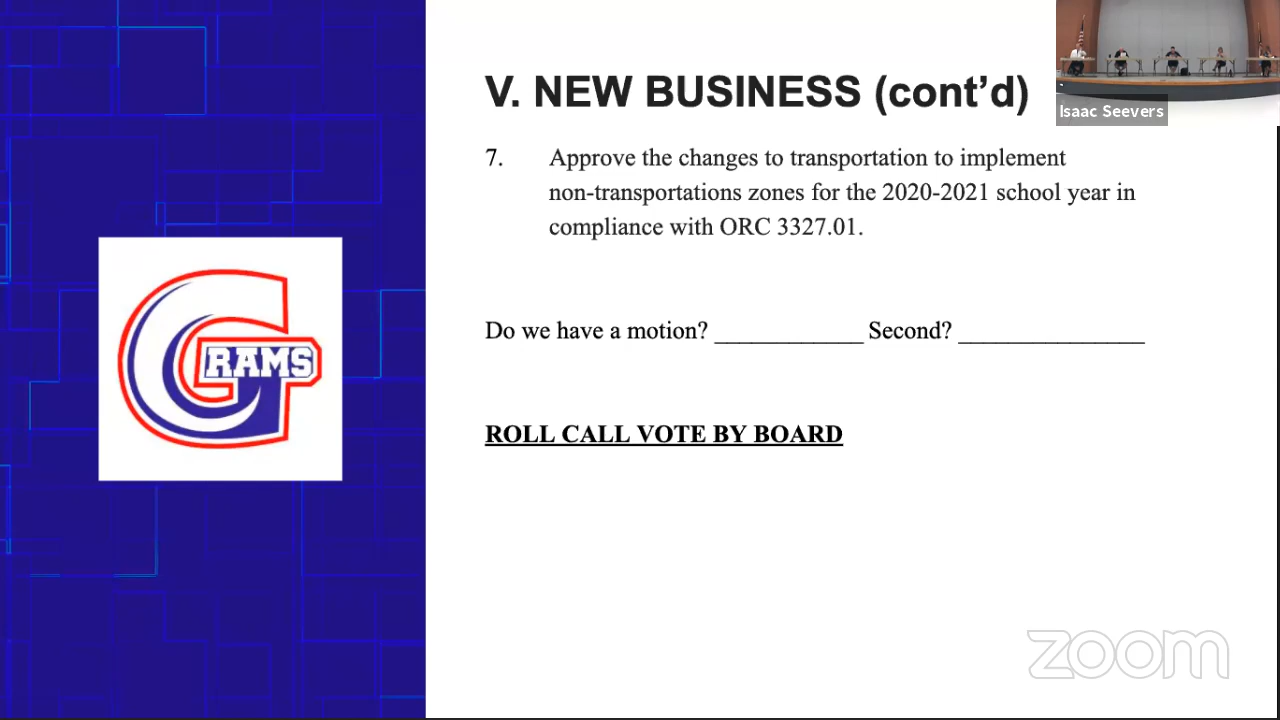 V. NEW BUSINESS (cont’d)
Isaac Seevers
7. Approve the changes to transportation to implement
non-transportations zones for the 2020-2021 school year in
compliance with ORC 3327.01.
RAMS
Do we have a motion? ____________ Second? _______________
ROLL CALL VOTE BY BOARD
zoom